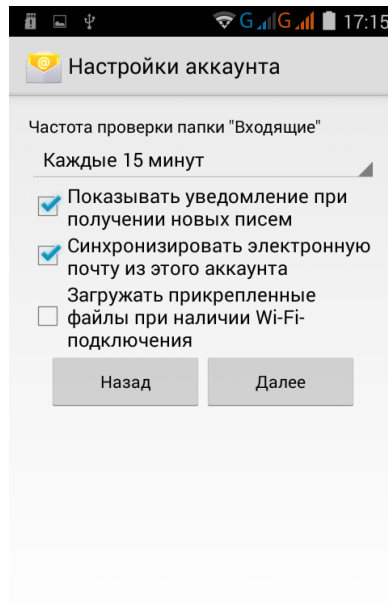 G G 17:15
Настройки аккаунта
Частота проверки папки "Входящие"
Каждые 15 минут
Показывать уведомление при
получении новых писем
Синхронизировать электронную
почту из этого аккаунта
Загружать прикрепленные
файлы при наличии Wi-Fi-
подключения
Назад Далее